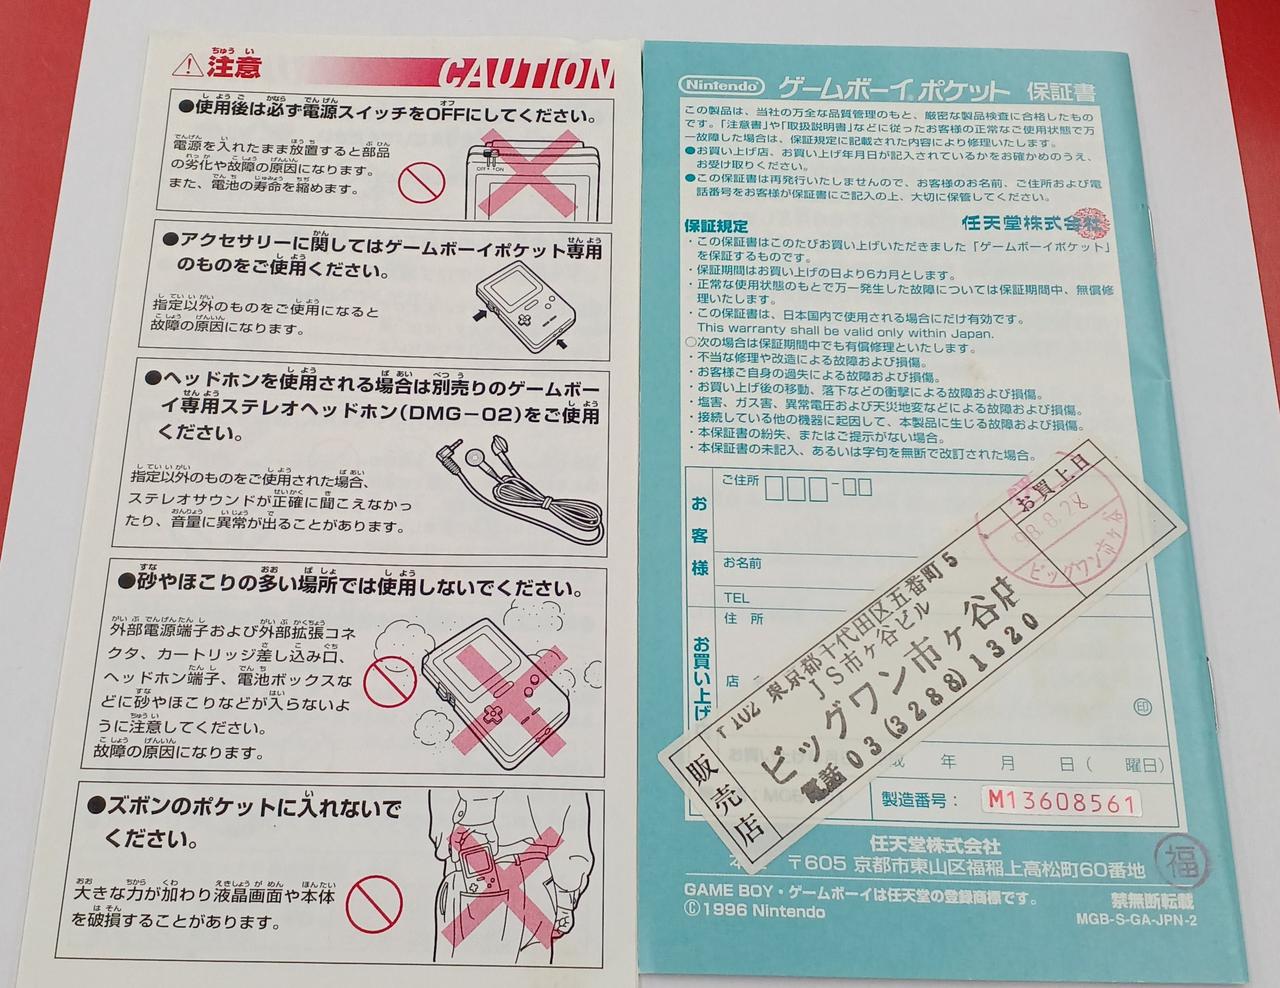 注意
CAUTION
●使用後は必ず電源スイッチをOFFにしてください。
電源を入れたまま放置すると部品
の劣化や故障の原因になります。
また、電池の寿命を縮めます。
OFF ON
●アクセサリーに関してはゲームボーイポケット専用
のものをご使用ください。
指定以外のものをご使用になると
故障の原因になります。
●ヘッドホンを使用される場合は別売りのゲームボー
イ専用ステレオヘッドホン(DMG-02)をご使用
ください。
指定以外のものをご使用された場合、
ステレオサウンドが正確に聞こえなかっ
たり、音量に異常が出ることがあります。
●砂やほこりの多い場所では使用しないでください。
外部電源端子および外部拡張コネ
クタ、カートリッジ差し込み口、
ヘッドホン端子、電池ボックスな
どに砂やほこりなどが入らないよ
うに注意してください。
故障の原因になります。
●ズボンのポケットに入れないで
ください。
大きな力が加わり液晶画面や本体
を破損することがあります。
Nintendo ゲームボーイポケット 保証書
この製品は、当社の万全な品質管理のもと、厳密な製品検査に合格したもの
です。「注意書」や「取扱説明書」などに従ったお客様の正常なご使用状態で万
一故障した場合は、保証規定に記載された内容により修理いたします。
●お買い上げ店、お買い上げ年月日が記入されているかをお確かめのうえ、
お受け取りください。
●この保証書は再発行いたしませんので、お客様のお名前、ご住所および電
話番号をお客様が保証書にご記入の上、大切に保管してください。
任天堂株式会社
保証規定
・この保証書はこのたびお買い上げいただきました「ゲームボーイポケット」
を保証するものです。
・保証期間はお買い上げの日より6カ月とします。
・正常な使用状態のもとで万一発生した故障については保証期間中、無償修
理いたします。
・この保証書は、日本国内で使用される場合にだけ有効です。
This warranty shall be valid only within Japan.
○次の場合は保証期間中でも有償修理といたします。
・不当な修理や改造による故障および損傷。
・お客様ご自身の過失による故障および損傷。
・お買い上げ後の移動、落下などの衝撃による故障および損傷。
・塩害、ガス害、異常電圧および天災地変などによる故障および損傷。
・接続している他の機器に起因して、本製品に生じる故障および損傷。
・本保証書の紛失、またはご提示がない場合。
・本保証書の未記入、あるいは字句を無断で改訂された場合。
お客様
ご住所 □□□-□□
お名前
TEL
お買い上げ
住 所
店
印
年 月 日( 曜日)
販売店
〒102 東京都千代田区五番町5
JS市ヶ谷ビル
ビッグワン市ヶ谷店
電話 03(3288)1320
お買上日
98.8.28
ビッグワン市ヶ谷
製造番号: M13608561
任天堂株式会社
〒605 京都市東山区福稲上高松町60番地
福
GAME BOY・ゲームボーイは任天堂の登録商標です。
©1996 Nintendo
禁無断転載
MGB-S-GA-JPN-2